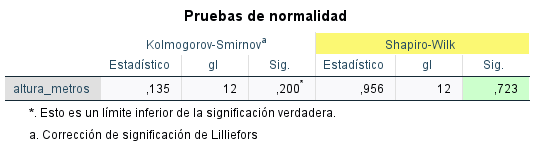 Pruebas de normalidad
Kolmogorov-Smirnovᵃ Shapiro-Wilk
Estadístico gl Sig. Estadístico gl Sig.
altura_metros ,135 12 ,200* ,956 12 ,723
*. Esto es un límite inferior de la significación verdadera.
a. Corrección de significación de Lilliefors